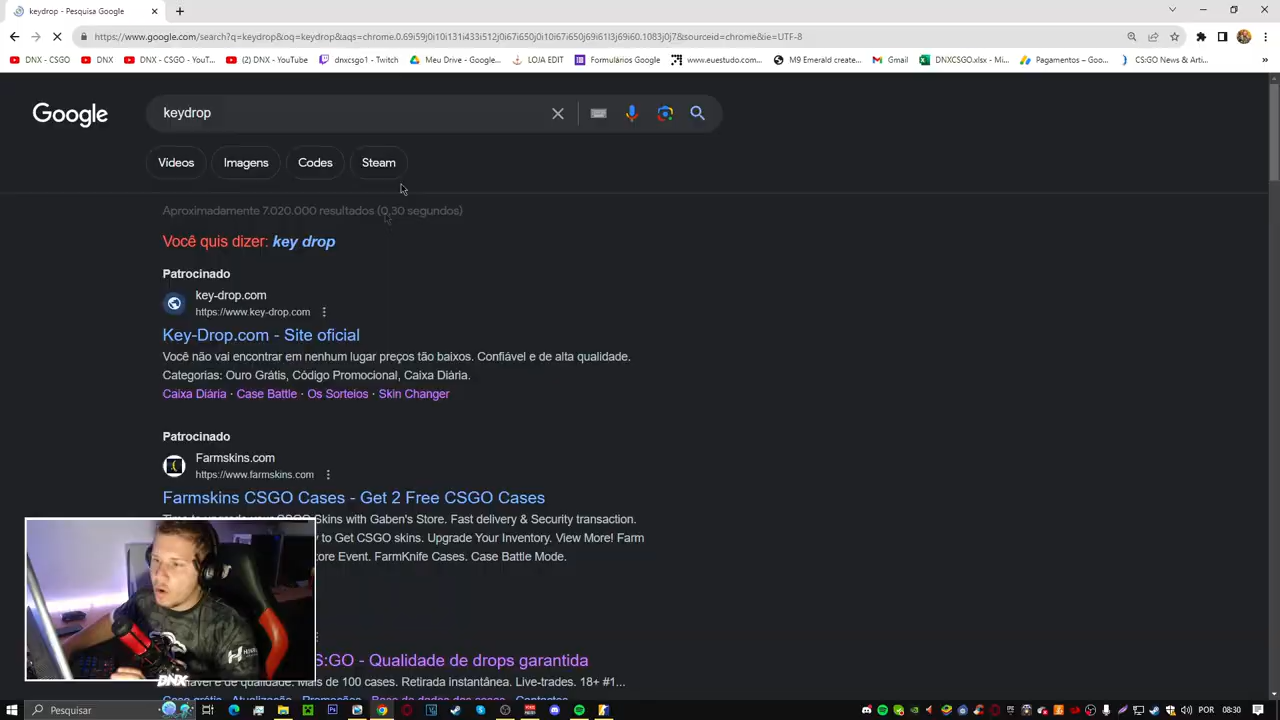 keydrop - Pesquisa Google
https://www.google.com/search?q=keydrop&oq=keydrop&aqs=chrome.0.69i59j0i10i131i433i512j0i67i650j0i10i67i650j69i61l3j69i60.1083j0j7&sourceid=chrome&ie=UTF-8
DNX - CSGO
DNX
DNX - CSGO - YouT...
(2) DNX - YouTube
dnxcsgo1 - Twitch
Meu Drive - Google...
LOJA EDIT
Formulários Google
www.euestudo.com...
M9 Emerald create...
Gmail
DNXCSGO.xlsx - Mi...
Pagamentos – Goo...
CS:GO News & Arti...
»
Google
keydrop
Vídeos
Imagens
Codes
Steam
Aproximadamente 7.020.000 resultados (0,30 segundos)
Você quis dizer: key drop
Patrocinado
key-drop.com
https://www.key-drop.com
Key-Drop.com - Site oficial
Você não vai encontrar em nenhum lugar preços tão baixos. Confiável e de alta qualidade.
Categorias: Ouro Grátis, Código Promocional, Caixa Diária.
Caixa Diária · Case Battle · Os Sorteios · Skin Changer
Patrocinado
Farmskins.com
https://www.farmskins.com
Farmskins CSGO Cases - Get 2 Free CSGO Cases
Skins with Gaben's Store. Fast delivery & Security transaction.
y to Get CSGO skins. Upgrade Your Inventory. View More! Farm
tore Event. FarmKnife Cases. Case Battle Mode.
S:GO - Qualidade de drops garantida
qualidade. Mais de 100 cases. Retirada instantânea. Live-trades. 18+ #1...
DNX
Pesquisar
POR
08:30